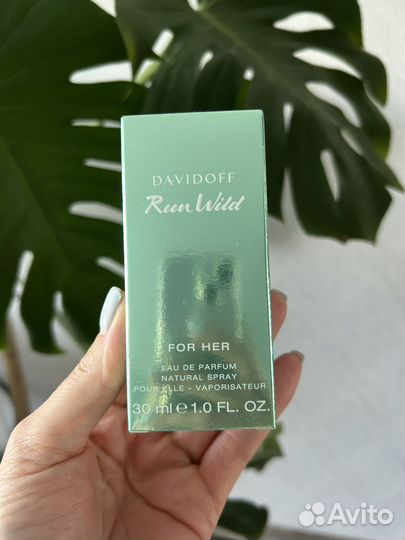 DAVIDOFF
Run Wild
FOR HER
EAU DE PARFUM
NATURAL SPRAY
POUR ELLE - VAPORISATEUR
30 ml e 1.0 FL. OZ.
Avito